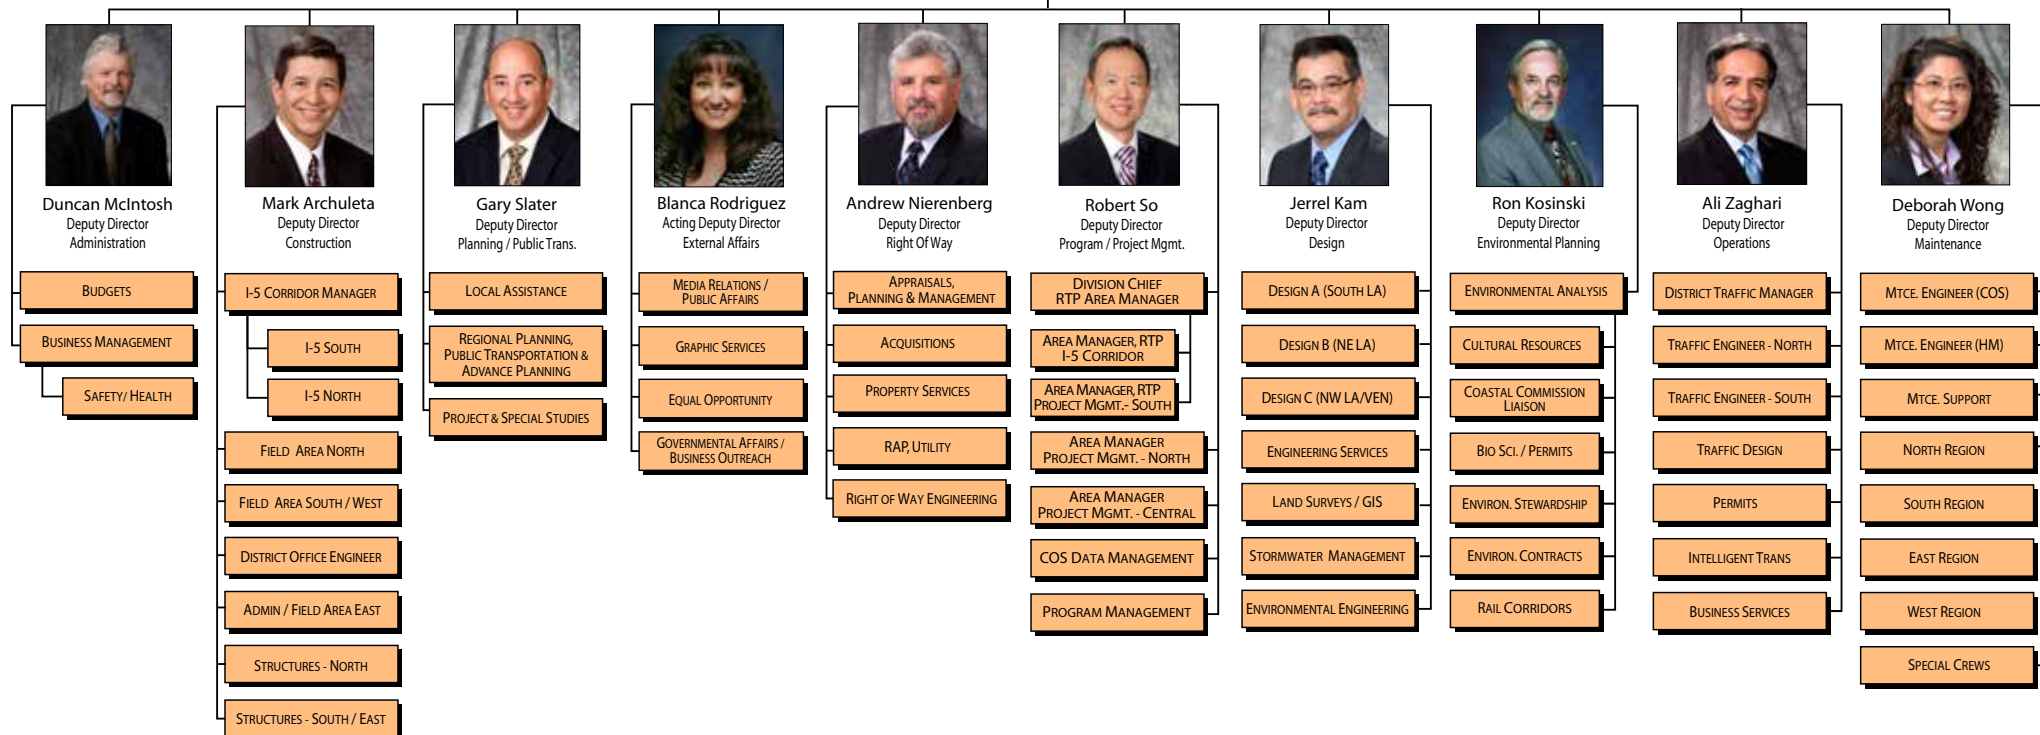 Duncan McIntosh
Deputy Director
Administration
BUDGETS
BUSINESS MANAGEMENT
SAFETY/ HEALTH
Mark Archuleta
Deputy Director
Construction
I-5 CORRIDOR MANAGER
I-5 SOUTH
I-5 NORTH
FIELD AREA NORTH
FIELD AREA SOUTH / WEST
DISTRICT OFFICE ENGINEER
ADMIN / FIELD AREA EAST
STRUCTURES - NORTH
STRUCTURES - SOUTH / EAST
Gary Slater
Deputy Director
Planning / Public Trans.
LOCAL ASSISTANCE
REGIONAL PLANNING,
PUBLIC TRANSPORTATION &
ADVANCE PLANNING
PROJECT & SPECIAL STUDIES
Blanca Rodriguez
Acting Deputy Director
External Affairs
MEDIA RELATIONS /
PUBLIC AFFAIRS
GRAPHIC SERVICES
EQUAL OPPORTUNITY
GOVERNMENTAL AFFAIRS /
BUSINESS OUTREACH
Andrew Nierenberg
Deputy Director
Right Of Way
APPRAISALS,
PLANNING & MANAGEMENT
ACQUISITIONS
PROPERTY SERVICES
RAP, UTILITY
RIGHT OF WAY ENGINEERING
Robert So
Deputy Director
Program / Project Mgmt.
DIVISION CHIEF
RTP AREA MANAGER
AREA MANAGER, RTP
I-5 CORRIDOR
AREA MANAGER, RTP
PROJECT MGMT.- SOUTH
AREA MANAGER
PROJECT MGMT. - NORTH
AREA MANAGER
PROJECT MGMT. - CENTRAL
COS DATA MANAGEMENT
PROGRAM MANAGEMENT
Jerrel Kam
Deputy Director
Design
DESIGN A (SOUTH LA)
DESIGN B (NE LA)
DESIGN C (NW LA/VEN)
ENGINEERING SERVICES
LAND SURVEYS / GIS
STORMWATER MANAGEMENT
ENVIRONMENTAL ENGINEERING
Ron Kosinski
Deputy Director
Environmental Planning
ENVIRONMENTAL ANALYSIS
CULTURAL RESOURCES
COASTAL COMMISSION
LIAISON
BIO SCI. / PERMITS
ENVIRON. STEWARDSHIP
ENVIRON. CONTRACTS
RAIL CORRIDORS
Ali Zaghari
Deputy Director
Operations
DISTRICT TRAFFIC MANAGER
TRAFFIC ENGINEER - NORTH
TRAFFIC ENGINEER - SOUTH
TRAFFIC DESIGN
PERMITS
INTELLIGENT TRANS
BUSINESS SERVICES
Deborah Wong
Deputy Director
Maintenance
MTCE. ENGINEER (COS)
MTCE. ENGINEER (HM)
MTCE. SUPPORT
NORTH REGION
SOUTH REGION
EAST REGION
WEST REGION
SPECIAL CREWS